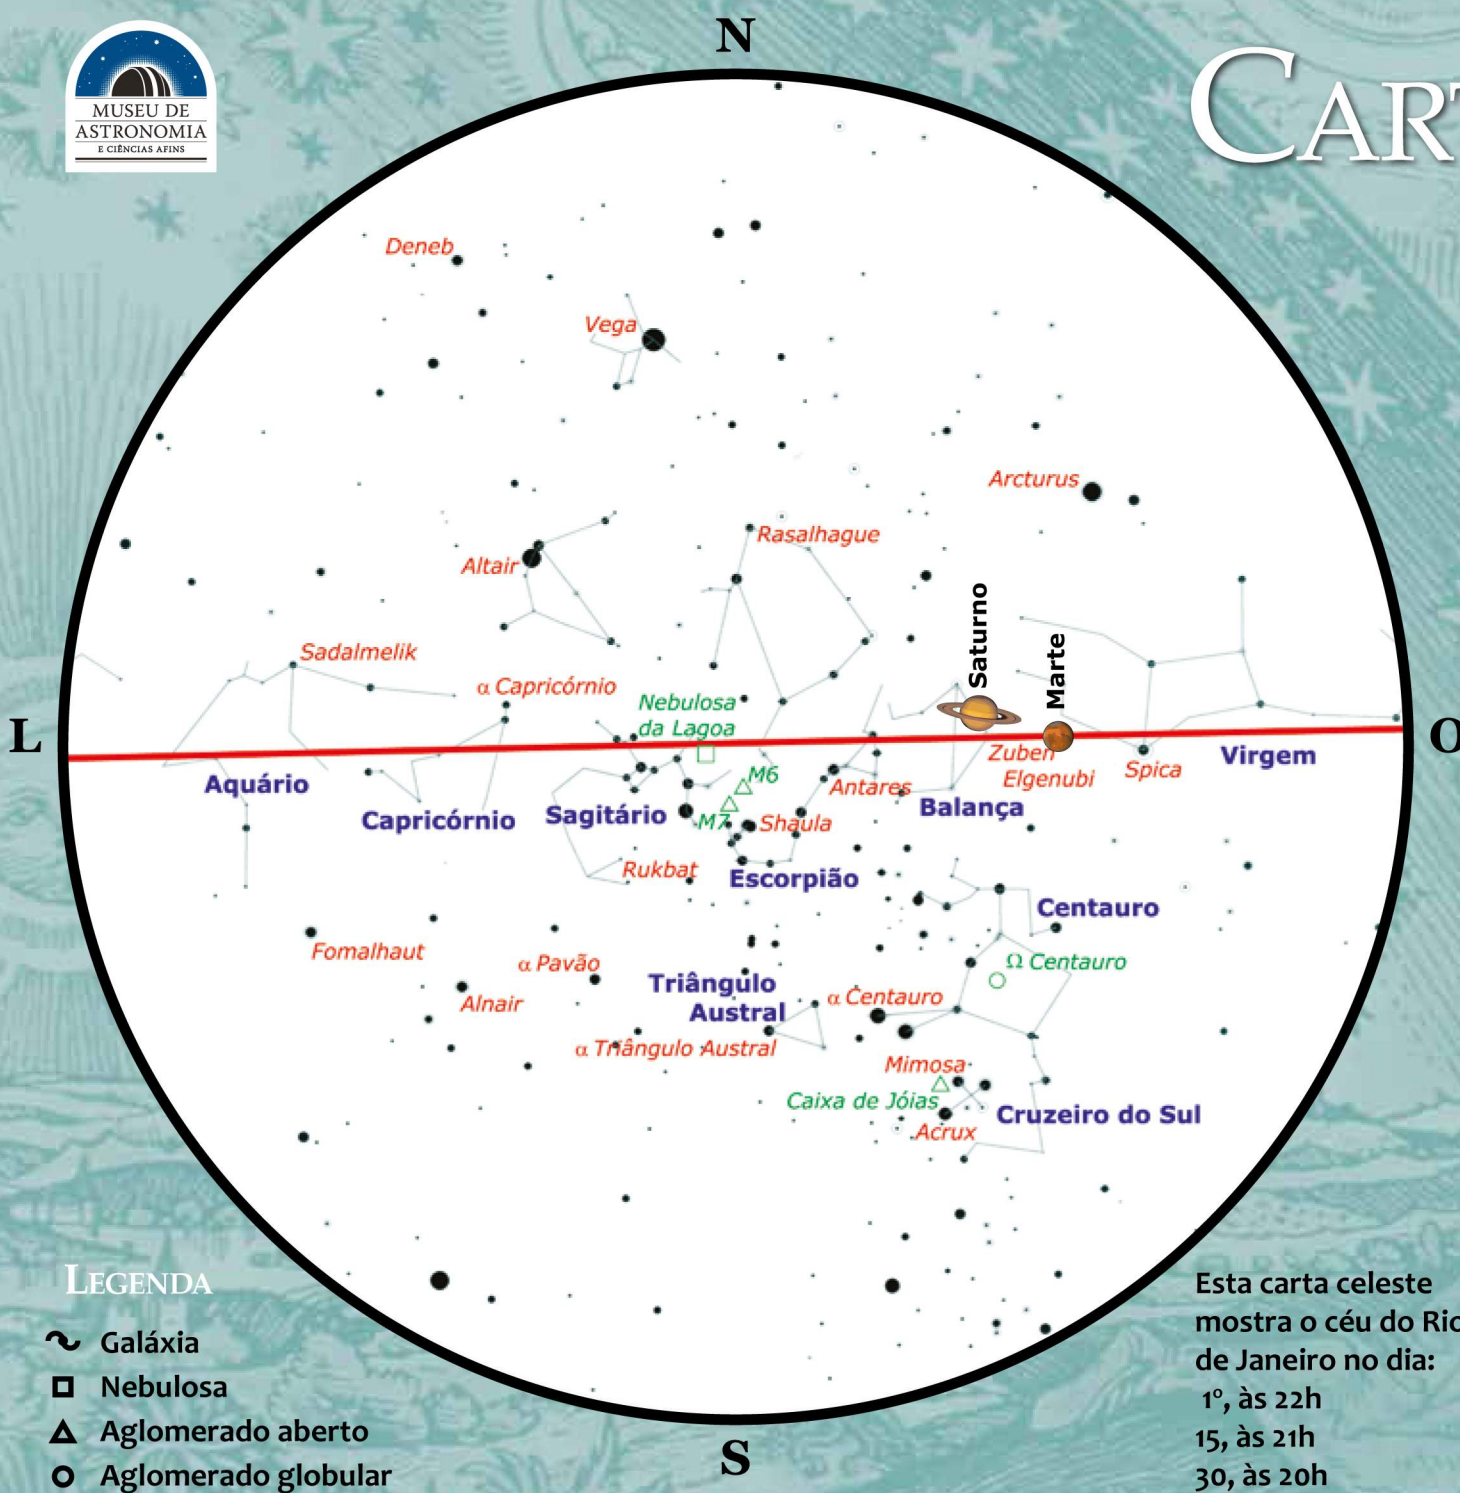 N
MUSEU DE
ASTRONOMIA
E CIÊNCIAS AFINS
CART
Deneb
Vega
Arcturus
Rasalhague
Altair
Saturno
Marte
Sadalmelik
α Capricórnio
Nebulosa
da Lagoa
L
O
Zuben
Elgenubi
Spica
Virgem
Aquário
M6
Antares
Balança
Capricórnio
Sagitário
M7
Shaula
Rukbat
Escorpião
Centauro
Fomalhaut
α Pavão
Ω Centauro
Triângulo
Austral
Alnair
α Centauro
α Triângulo Austral
Mimosa
Caixa de Jóias
Cruzeiro do Sul
Acrux
LEGENDA
Galáxia
Nebulosa
Aglomerado aberto
Aglomerado globular
S
Esta carta celeste
mostra o céu do Rio
de Janeiro no dia:
1º, às 22h
15, às 21h
30, às 20h